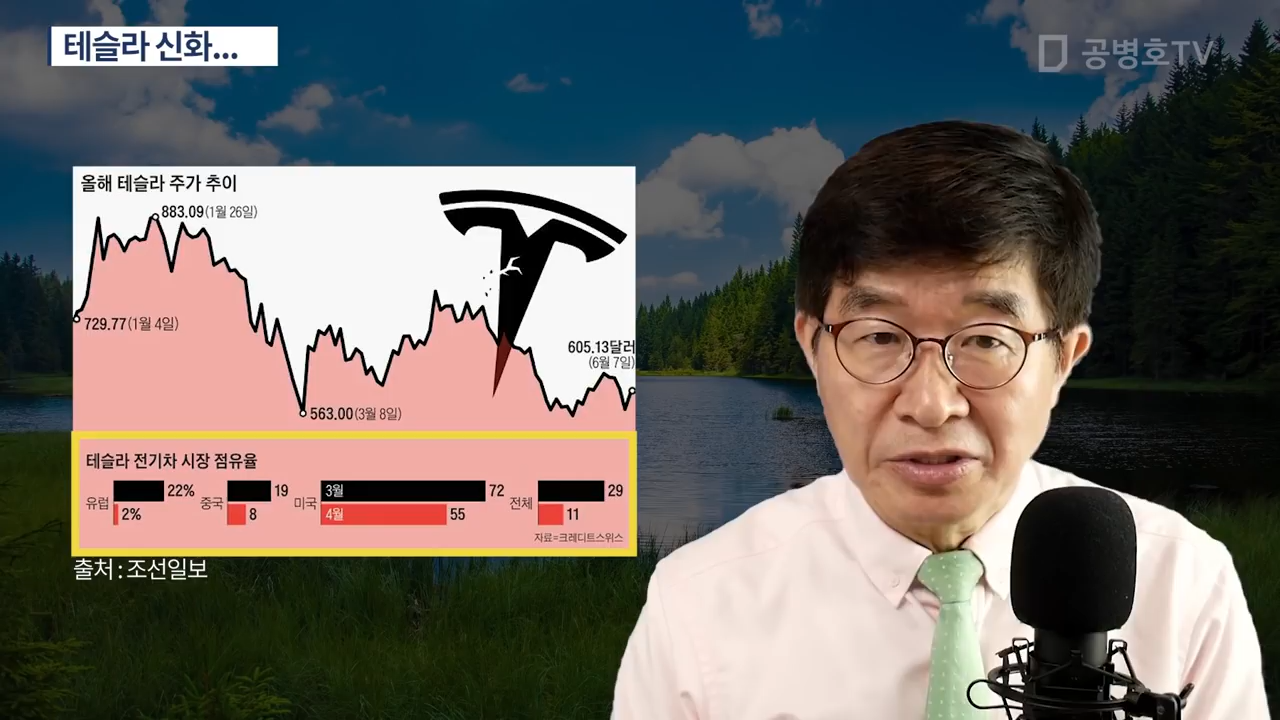 테슬라 신화...
공병호TV
올해 테슬라 주가 추이
883.09(1월 26일)
729.77(1월 4일)
605.13달러
(6월 7일)
563.00(3월 8일)
테슬라 전기차 시장 점유율
유럽 22% 2%
중국 19 8
미국 3월 72 4월 55
전체 29 11
자료=크레디트스위스
출처 : 조선일보